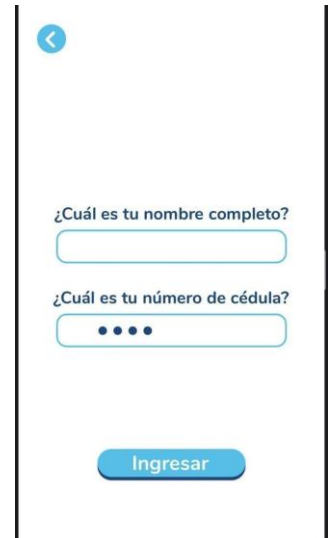 ¿Cuál es tu nombre completo?
¿Cuál es tu número de cédula?
••••
Ingresar